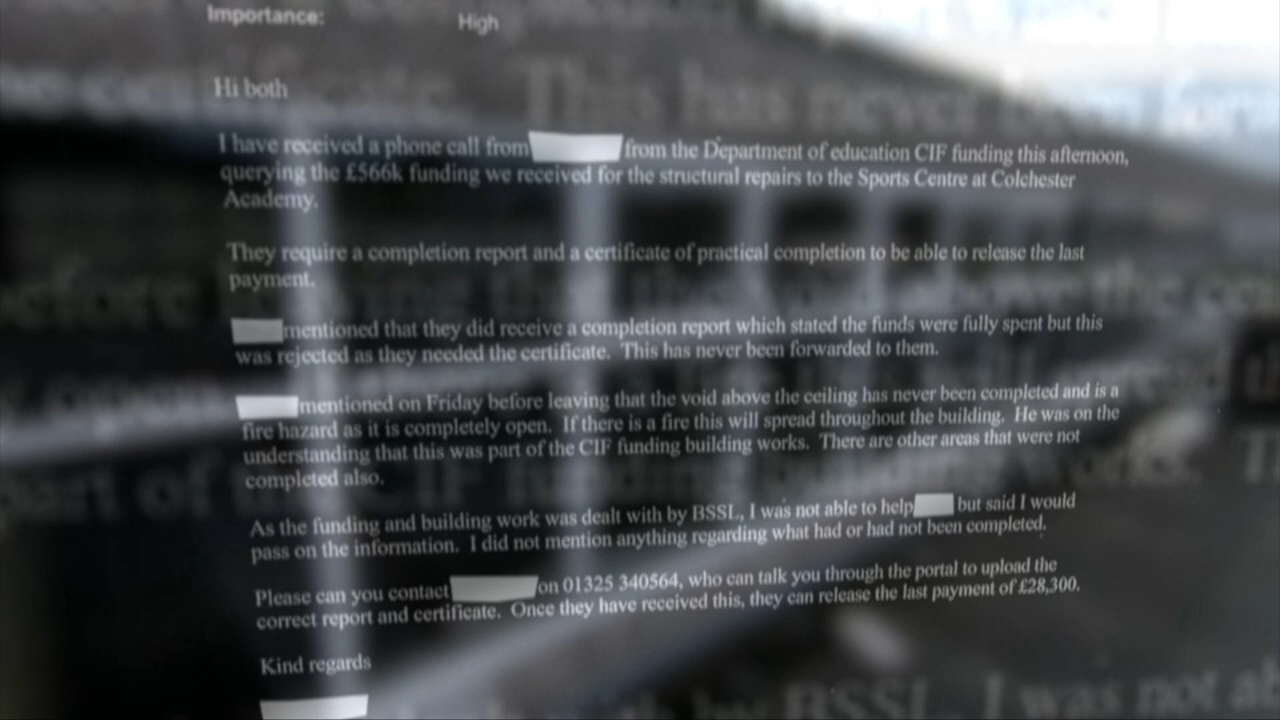 Importance: High
Hi both
I have received a phone call from from the Department of education CIF funding this afternoon,
querying the £566k funding we received for the structural repairs to the Sports Centre at Colchester
Academy.
They require a completion report and a certificate of practical completion to be able to release the last
payment.
mentioned that they did receive a completion report which stated the funds were fully spent but this
was rejected as they needed the certificate. This has never been forwarded to them.
mentioned on Friday before leaving that the void above the ceiling has never been completed and is a
fire hazard as it is completely open. If there is a fire this will spread throughout the building. He was on the
understanding that this was part of the CIF funding building works. There are other areas that were not
completed also.
As the funding and building work was dealt with by BSSL, I was not able to help but said I would
pass on the information. I did not mention anything regarding what had or had not been completed.
Please can you contact on 01325 340564, who can talk you through the portal to upload the
correct report and certificate. Once they have received this, they can release the last payment of £28,300.
Kind regards